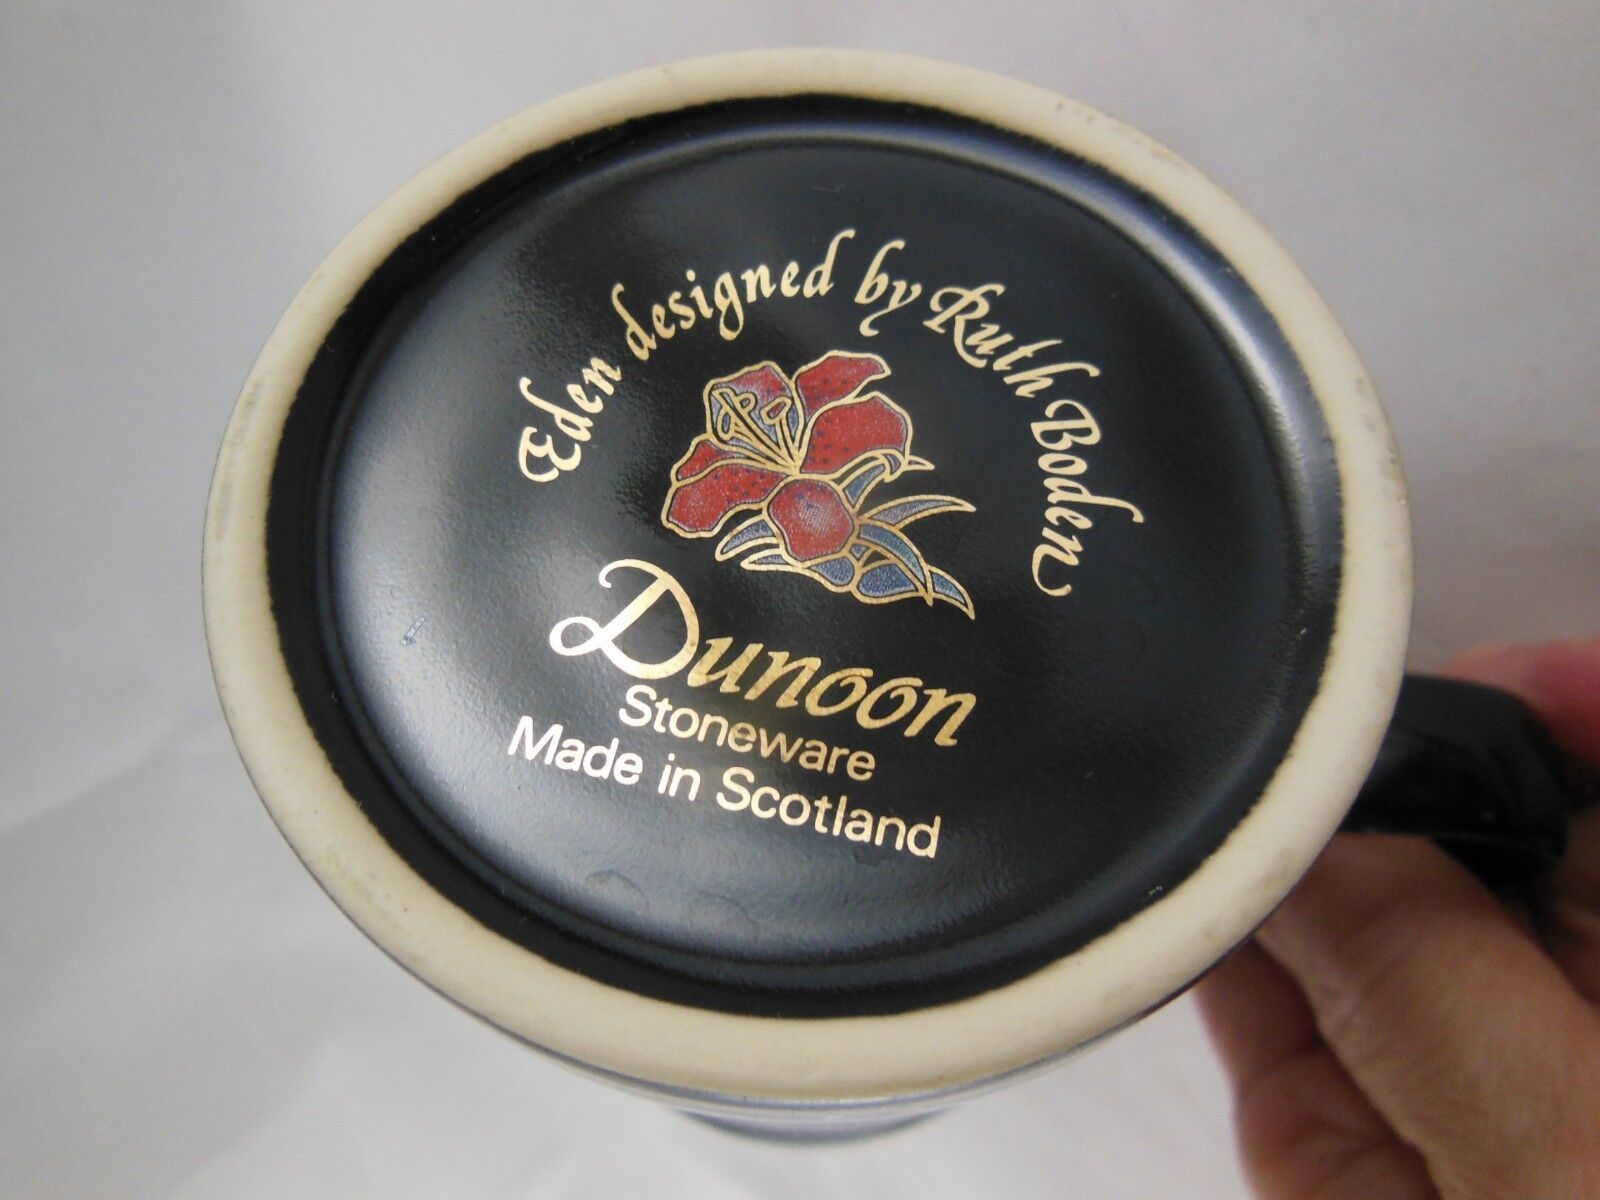 Eden designed by Ruth Boden
Dunoon
Stoneware
Made in Scotland